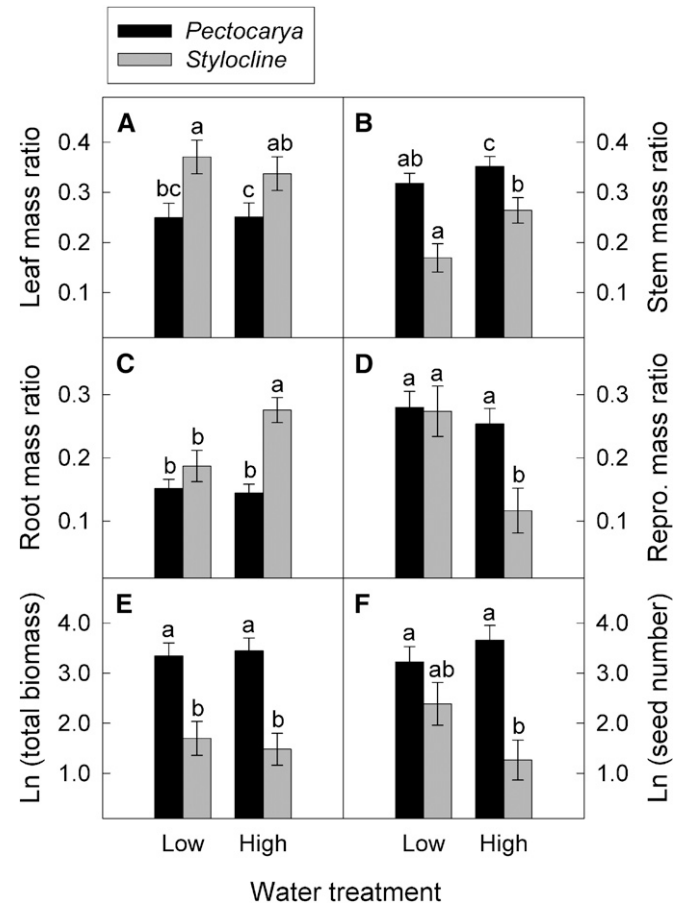 Pectocarya
Stylocline
A
B
Leaf mass ratio
Stem mass ratio
0.4
0.3
0.2
0.1
bc
a
c
ab
ab
a
c
b
0.4
0.3
0.2
0.1
C
D
Root mass ratio
Repro. mass ratio
0.3
0.2
0.1
b
b
b
a
a
a
a
b
0.3
0.2
0.1
E
F
Ln (total biomass)
Ln (seed number)
4.0
3.0
2.0
1.0
a
b
a
b
a
ab
a
b
4.0
3.0
2.0
1.0
Low High Low High
Water treatment